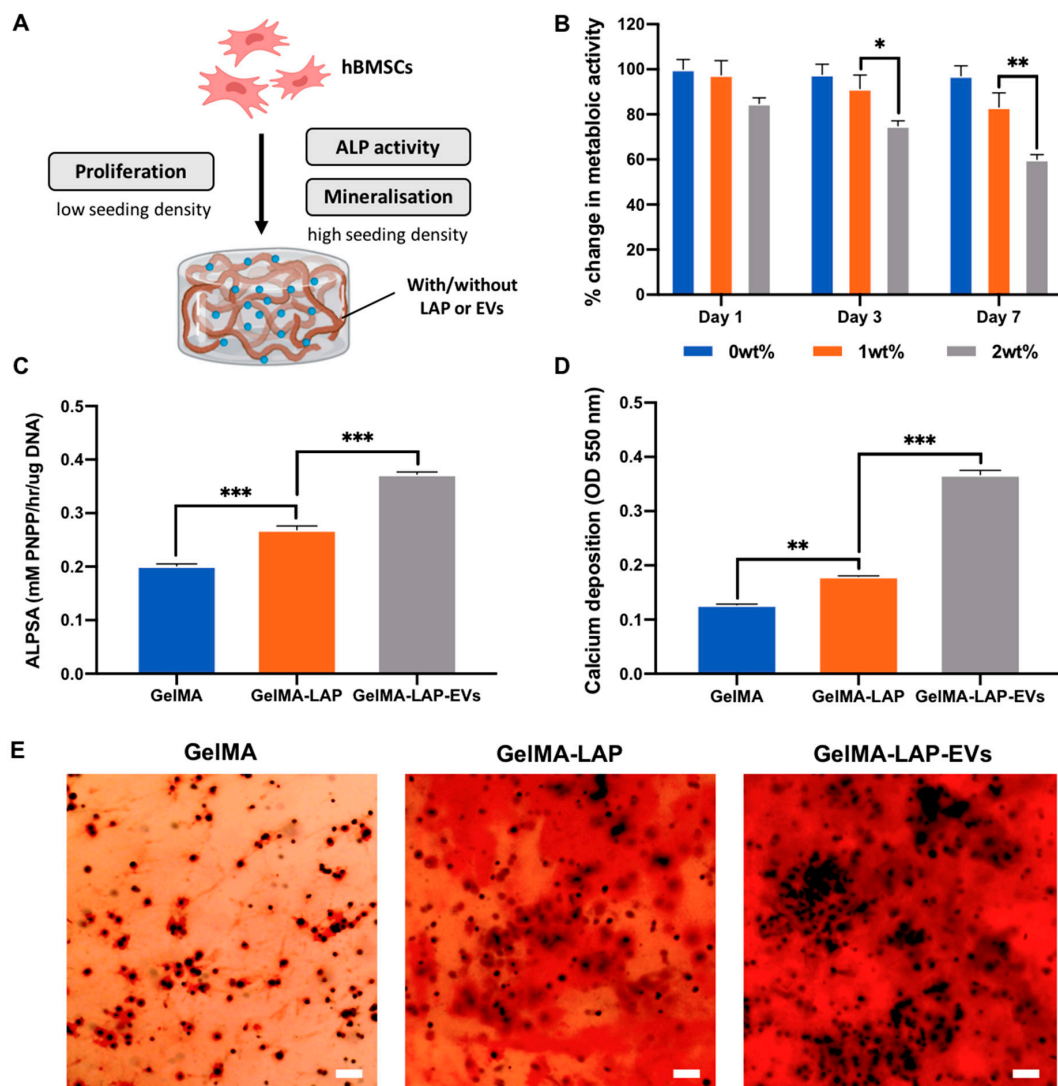 A
hBMSCs
Proliferation
low seeding density
ALP activity
Mineralisation
high seeding density
With/without
LAP or EVs
B
% change in metabloic activity
120
100
80
60
40
20
0
*
**
Day 1
Day 3
Day 7
0wt%
1wt%
2wt%
C
ALPSA (mM PNPP/hr/ug DNA)
0.5
0.4
0.3
0.2
0.1
0.0
***
***
GelMA
GelMA-LAP
GelMA-LAP-EVs
D
Calcium deposition (OD 550 nm)
0.5
0.4
0.3
0.2
0.1
0.0
**
***
GelMA
GelMA-LAP
GelMA-LAP-EVs
E
GelMA
GelMA-LAP
GelMA-LAP-EVs